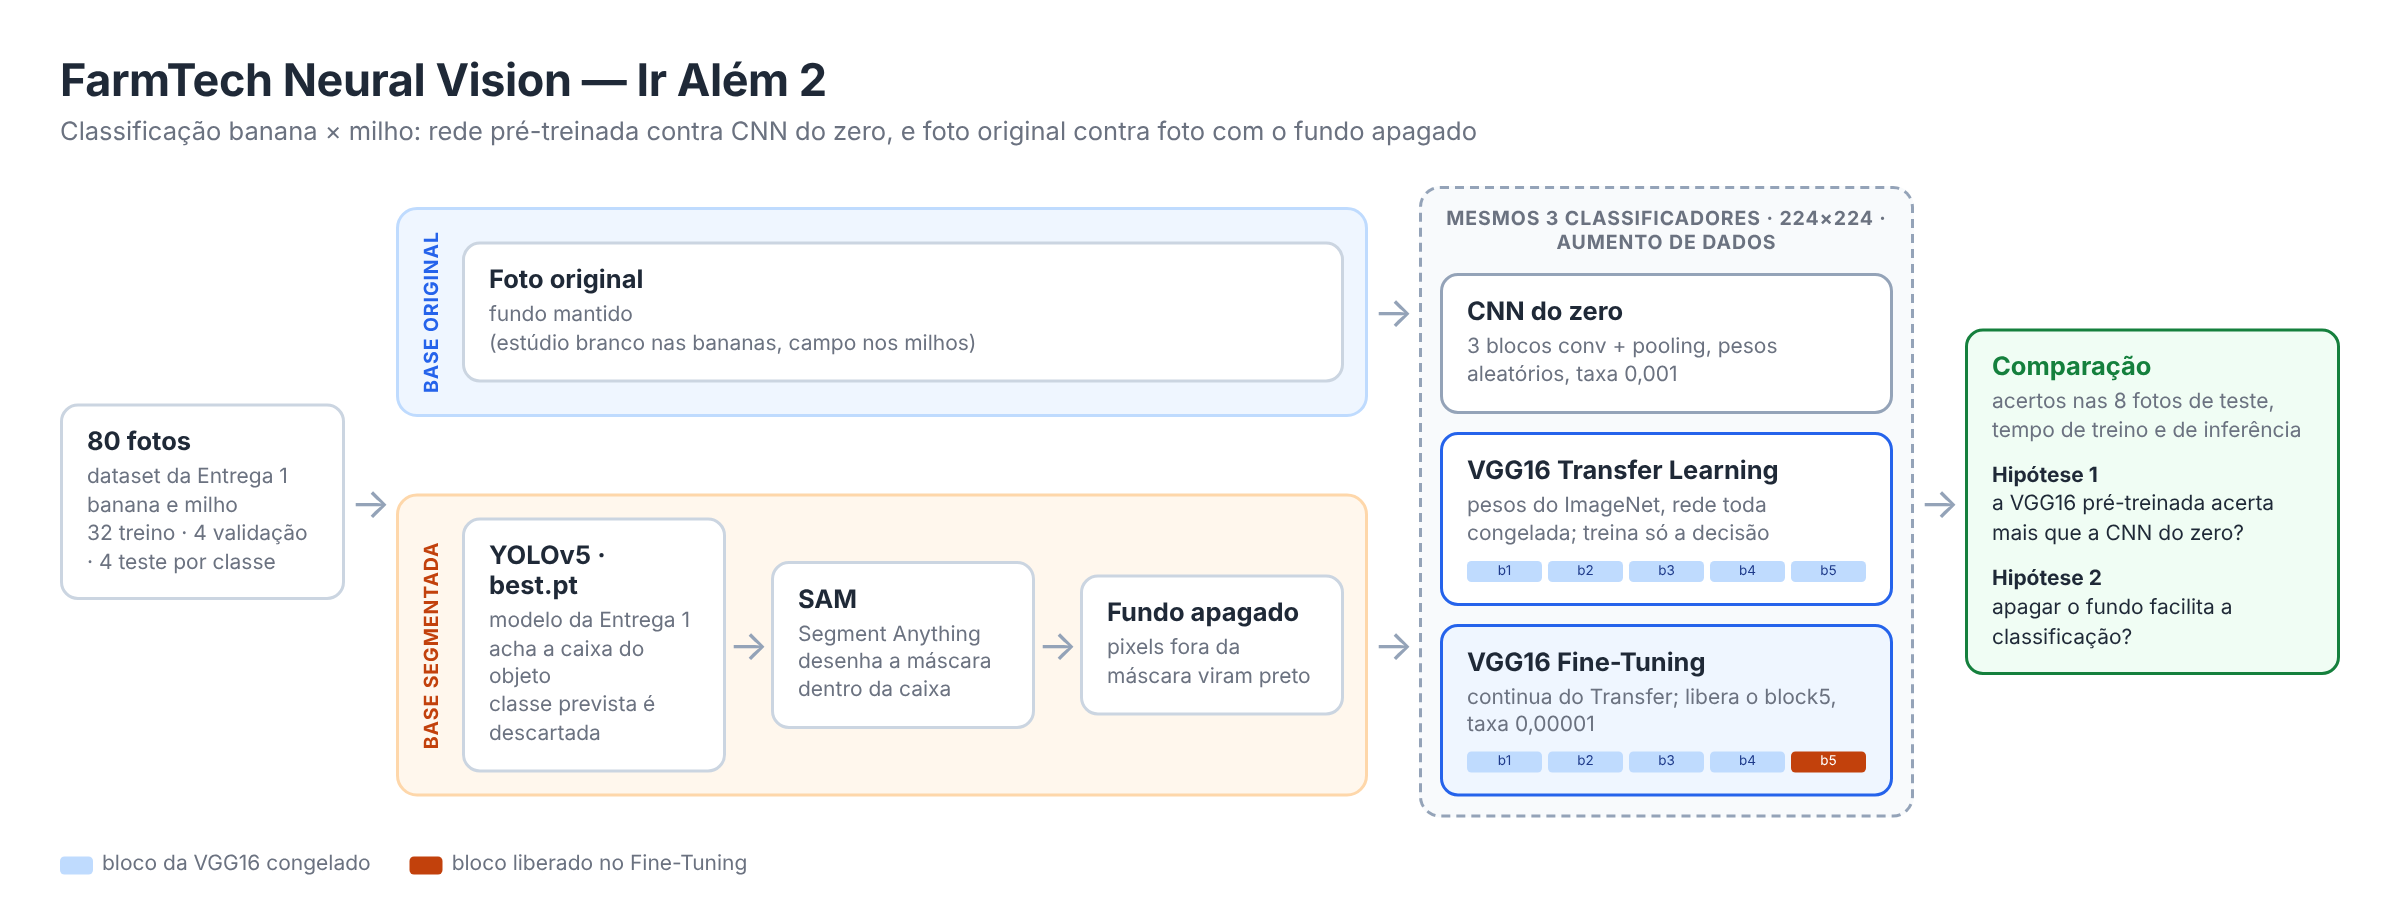 FarmTech Neural Vision — Ir Além 2
Classificação banana × milho: rede pré-treinada contra CNN do zero, e foto original contra foto com o fundo apagado
80 fotos
dataset da Entrega 1
banana e milho
32 treino · 4 validação
· 4 teste por classe
BASE ORIGINAL
Foto original
fundo mantido
(estúdio branco nas bananas, campo nos milhos)
BASE SEGMENTADA
YOLOv5 ·
best.pt
modelo da Entrega 1
acha a caixa do
objeto
classe prevista é
descartada
SAM
Segment Anything
desenha a máscara
dentro da caixa
Fundo apagado
pixels fora da
máscara viram preto
MESMOS 3 CLASSIFICADORES · 224×224 ·
AUMENTO DE DADOS
CNN do zero
3 blocos conv + pooling, pesos
aleatórios, taxa 0,001
VGG16 Transfer Learning
pesos do ImageNet, rede toda
congelada; treina só a decisão
b1 b2 b3 b4 b5
VGG16 Fine-Tuning
continua do Transfer; libera o block5,
taxa 0,00001
b1 b2 b3 b4 b5
Comparação
acertos nas 8 fotos de teste,
tempo de treino e de inferência
Hipótese 1
a VGG16 pré-treinada acerta
mais que a CNN do zero?
Hipótese 2
apagar o fundo facilita a
classificação?
bloco da VGG16 congelado
bloco liberado no Fine-Tuning